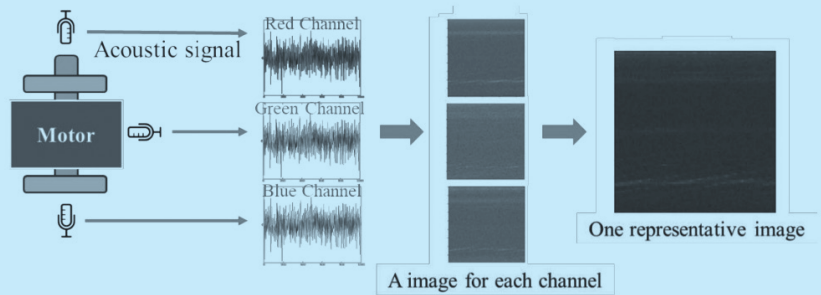 Red Channel
Acoustic signal
Green Channel
Motor
Blue Channel
A image for each channel
One representative image